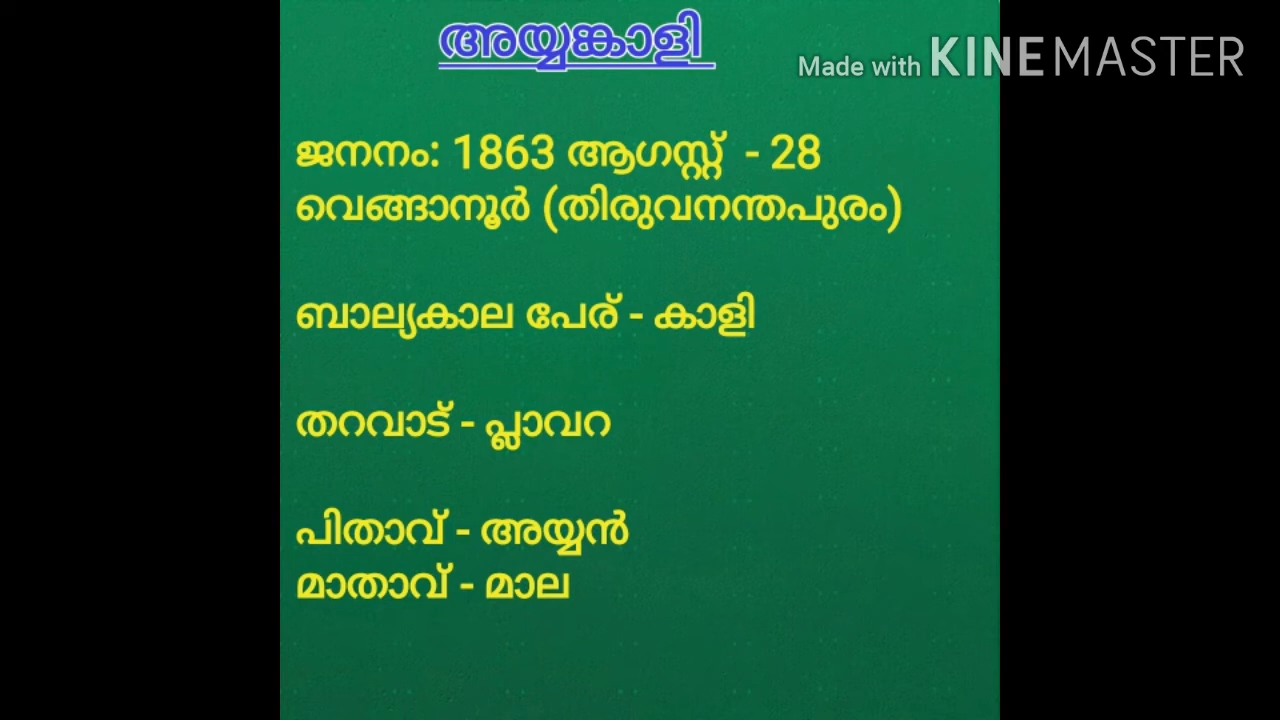 അയ്യങ്കാളി
Made with KINEMASTER
ജനനം: 1863 ആഗസ്റ്റ് - 28
വെങ്ങാനൂർ (തിരുവനന്തപുരം)
ബാല്യകാല പേര് - കാളി
തറവാട് - പ്ലാവറ
പിതാവ് - അയ്യൻ
മാതാവ് - മാല